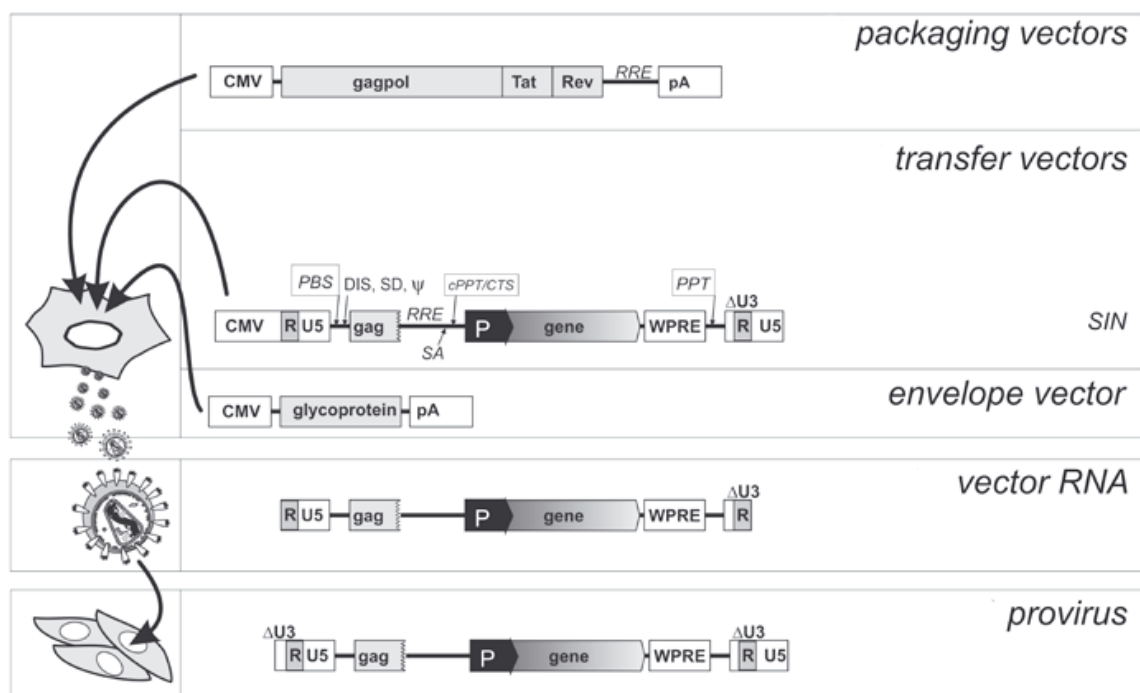 packaging vectors
CMV gagpol Tat Rev RRE pA
transfer vectors
PBS DIS, SD, ψ cPPT/CTS PPT ΔU3
CMV R U5 gag RRE SA P gene WPRE R U5 SIN
envelope vector
CMV glycoprotein pA
vector RNA
ΔU3
R U5 gag P gene WPRE R
provirus
ΔU3 ΔU3
R U5 gag P gene WPRE R U5